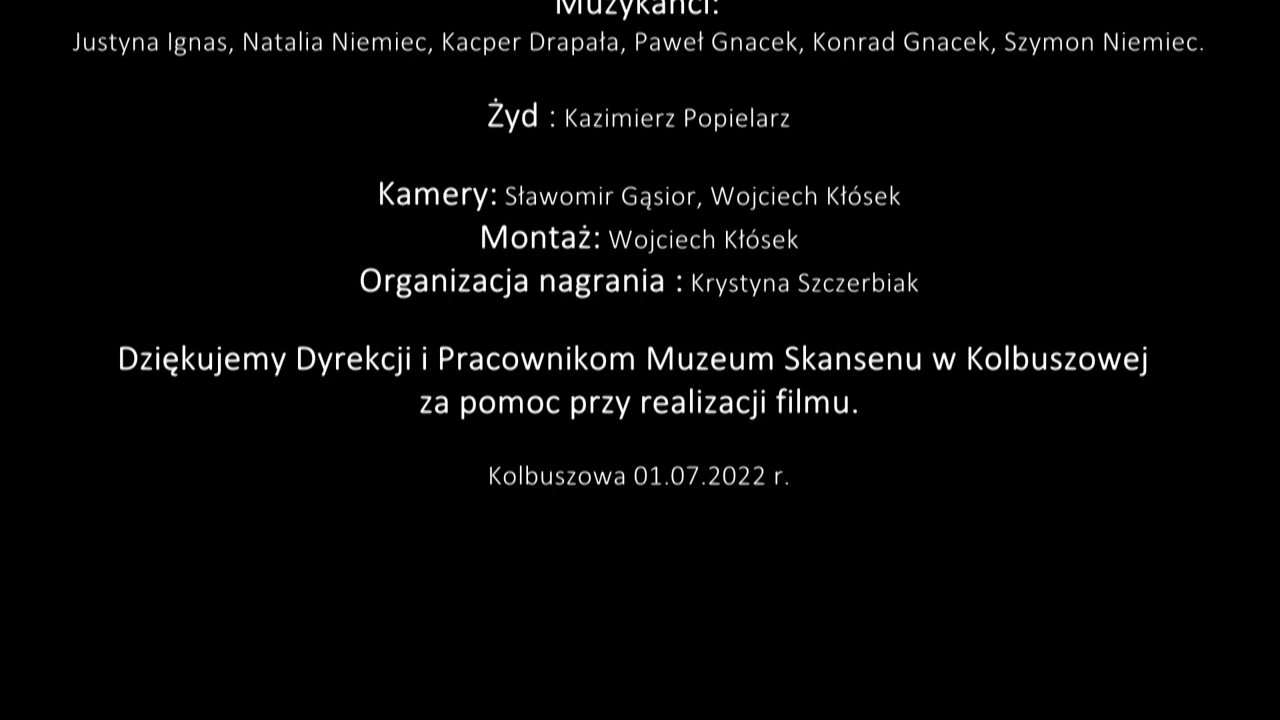 Muzykanci:
Justyna Ignas, Natalia Niemiec, Kacper Drapała, Paweł Gnacek, Konrad Gnacek, Szymon Niemiec.
Żyd : Kazimierz Popielarz
Kamery: Sławomir Gąsior, Wojciech Kłósek
Montaż: Wojciech Kłósek
Organizacja nagrania : Krystyna Szczerbiak
Dziękujemy Dyrekcji i Pracownikom Muzeum Skansenu w Kolbuszowej
za pomoc przy realizacji filmu.
Kolbuszowa 01.07.2022 r.